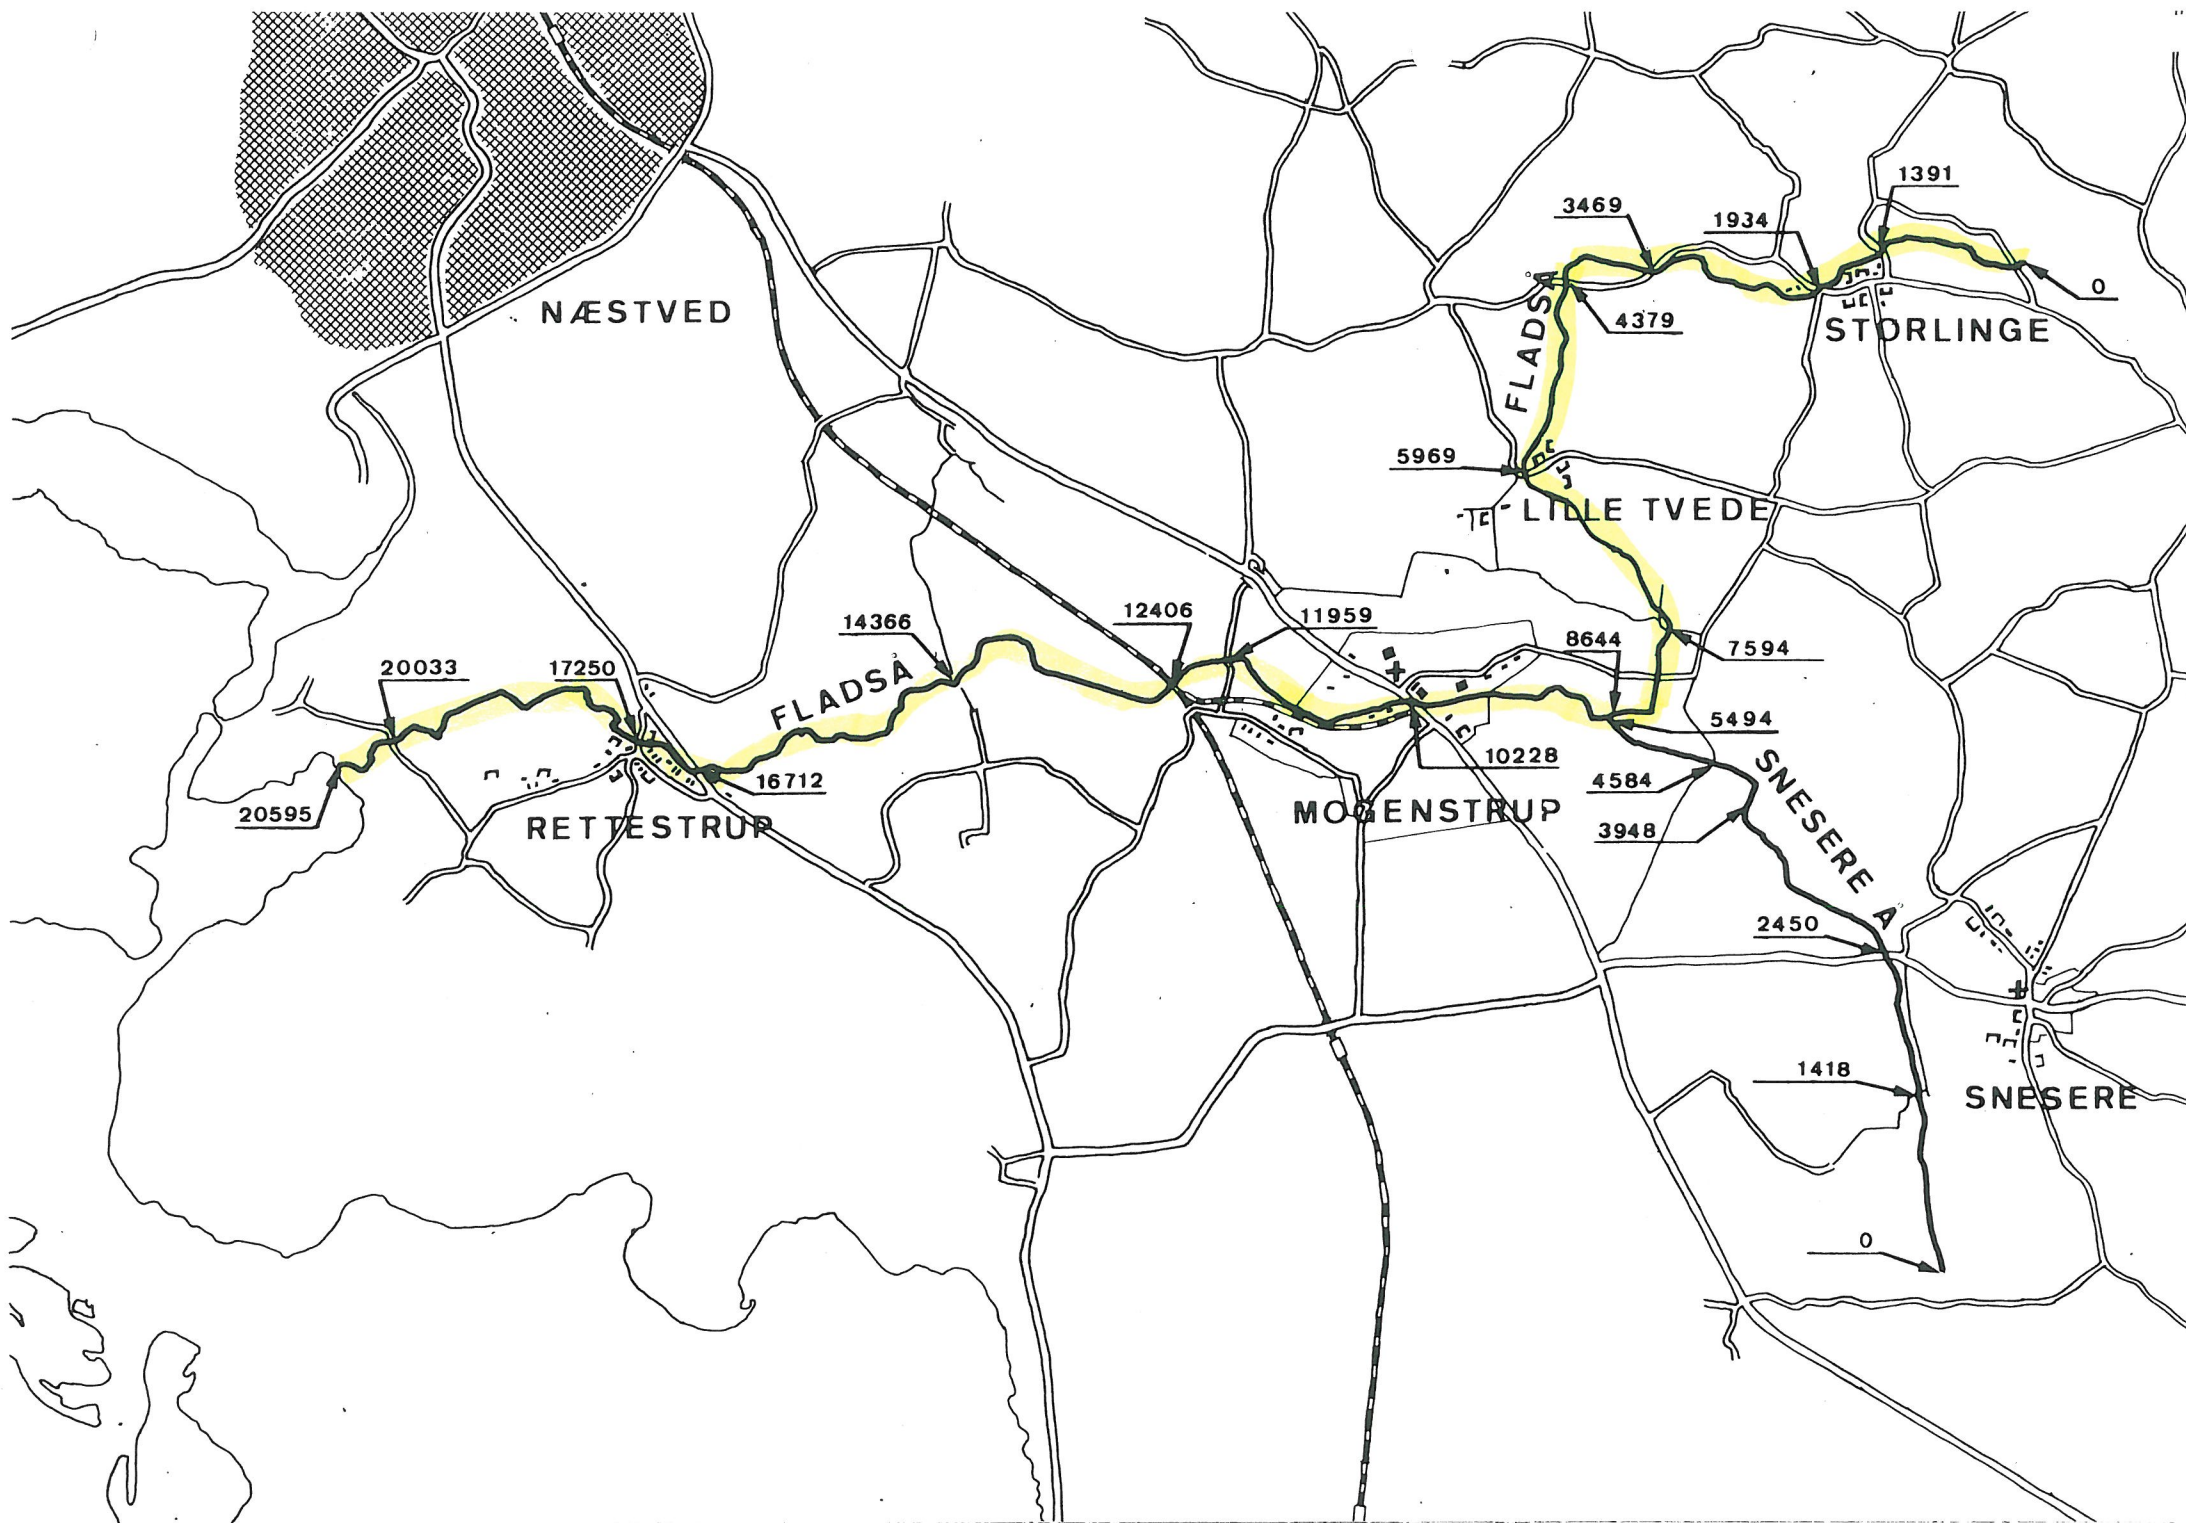 1391
3469
1934
0
NÆSTVED
4379
STORLINGE
FLADSÅ
5969
LILLE TVEDE
12406
11959
14366
8644
7594
20033
17250
FLADSÅ
5494
10228
16712
4584
SNESERE Å
20595
RETTESTRUP
MOGENSTRUP
3948
2450
1418
SNESERE
0